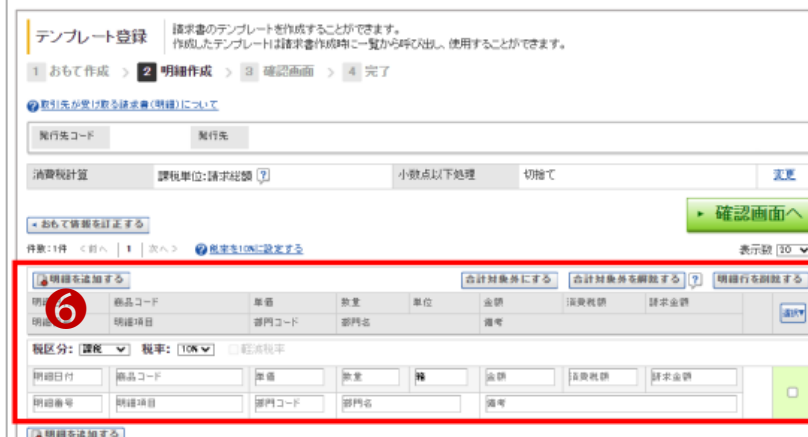 テンプレート登録
請求書のテンプレートを作成することができます。
作成したテンプレートは請求書作成時に一覧から呼び出し、使用することができます。
1 おもて作成 > 2 明細作成 > 3 確認画面 > 4 完了
取引先が受け取る請求書(明細)について
発行先コード 発行先
消費税計算 課税単位:請求総額 ? 小数点以下処理 切捨て 変更
確認画面へ
おもて情報を訂正する
件数:1件 <前へ | 1 | 次へ> 税率を10%に設定する 表示数 20
明細を追加する 合計対象外にする 合計対象外を解除する ? 明細行を削除する
6
商品コード 単価 数量 単位 金額 消費税額 請求金額
選択▼
明細項目 部門コード 部門名 備考
税区分: 課税 税率: 10% 軽減税率
明細日付 商品コード 単価 数量 箱 金額 消費税額 請求金額
明細番号 明細項目 部門コード 部門名 備考
明細を追加する